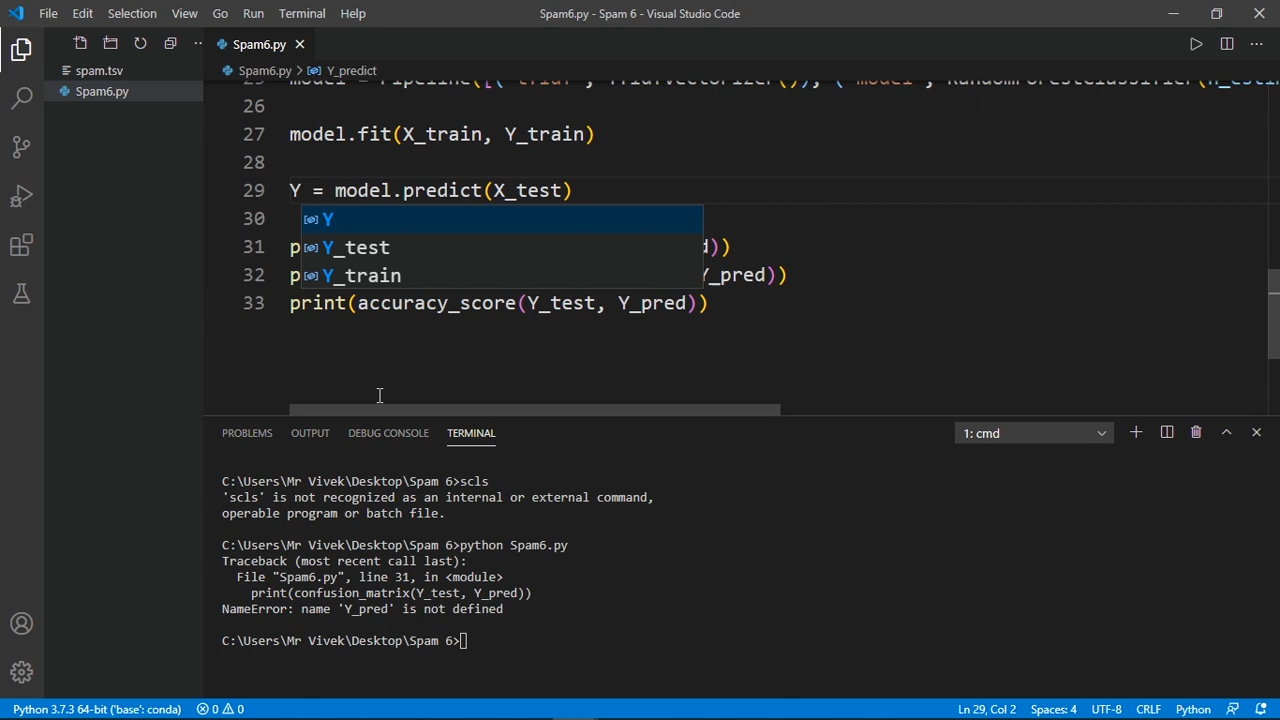 File Edit Selection View Go Run Terminal Help Spam6.py - Spam 6 - Visual Studio Code
Spam6.py
spam.tsv
Spam6.py
Spam6.py > Y_predict
26
27 model.fit(X_train, Y_train)
28
29 Y = model.predict(X_test)
30 Y
31 p Y_test d))
32 p Y_train Y_pred))
33 print(accuracy_score(Y_test, Y_pred))
PROBLEMS OUTPUT DEBUG CONSOLE TERMINAL 1: cmd
C:\Users\Mr Vivek\Desktop\Spam 6>scls
'scls' is not recognized as an internal or external command,
operable program or batch file.
C:\Users\Mr Vivek\Desktop\Spam 6>python Spam6.py
Traceback (most recent call last):
File "Spam6.py", line 31, in <module>
print(confusion_matrix(Y_test, Y_pred))
NameError: name 'Y_pred' is not defined
C:\Users\Mr Vivek\Desktop\Spam 6>
Python 3.7.3 64-bit ('base': conda) 0 0 Ln 29, Col 2 Spaces: 4 UTF-8 CRLF Python